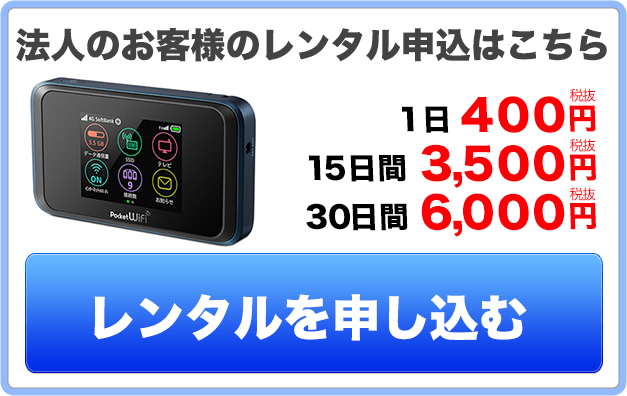 法人のお客様のレンタル申込はこちら
税抜
1日 400円
税抜
15日間 3,500円
税抜
30日間 6,000円
4G SoftBank
3.5 GB
データ通信量
SSID
テレビ
ON
9
接続数
お知らせ
Pocket WiFi
レンタルを申し込む